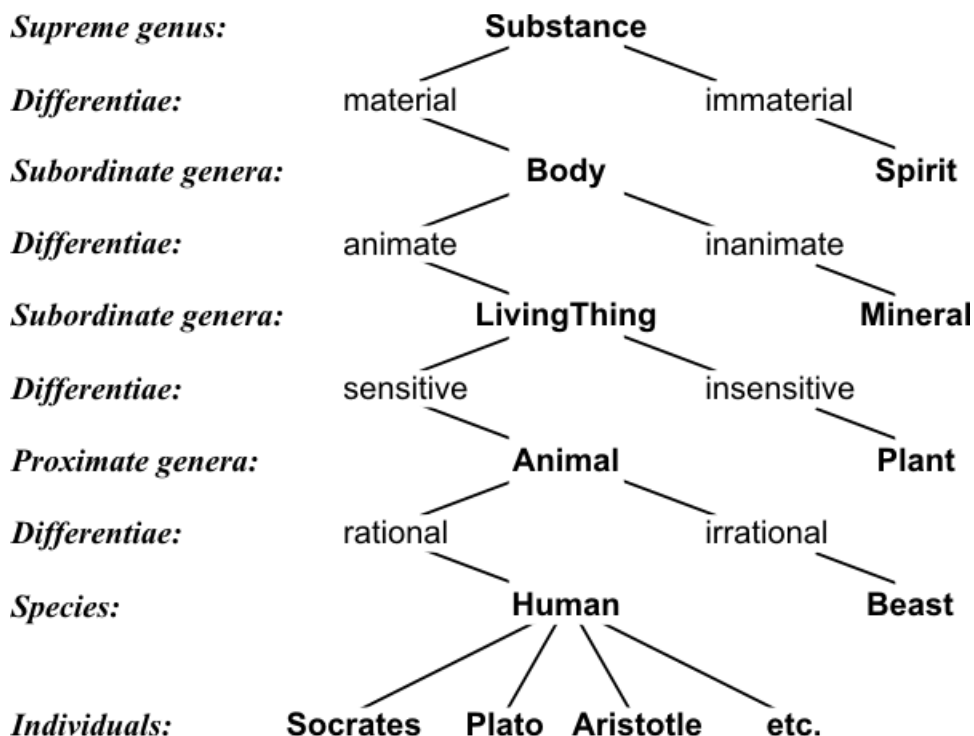 Supreme genus: Substance
Differentiae: material immaterial
Subordinate genera: Body Spirit
Differentiae: animate inanimate
Subordinate genera: LivingThing Mineral
Differentiae: sensitive insensitive
Proximate genera: Animal Plant
Differentiae: rational irrational
Species: Human Beast
Individuals: Socrates Plato Aristotle etc.